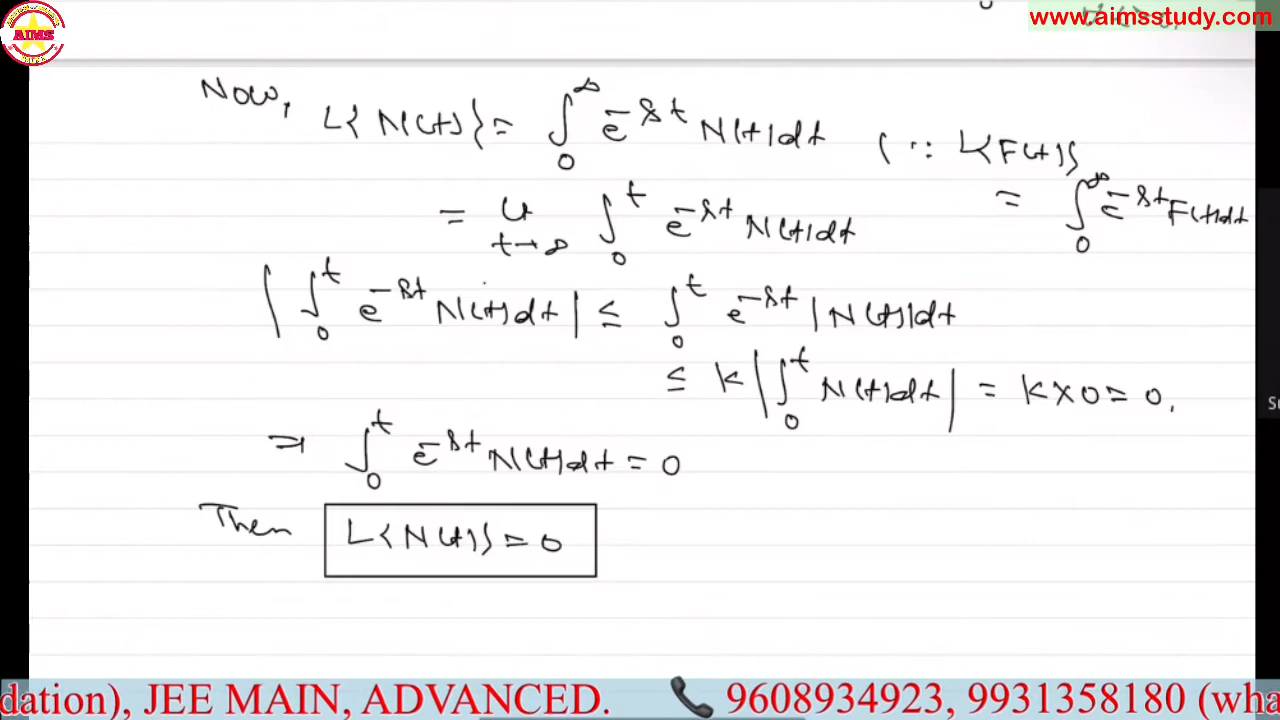 www.aimsstudy.com
AIMS
Now, L{N(t)} = ∫₀^∞ e^{-st} N(t)dt (∵ L{F(t)}
= Lt t→∞ ∫₀^t e^{-st} N(t)dt = ∫₀^∞ e^{-st} F(t)dt
|∫₀^t e^{-st} N(t)dt| ≤ ∫₀^t e^{-st} |N(t)|dt
≤ K|∫₀^t N(t)dt| = K×0 = 0.
⇒ ∫₀^t e^{-st} N(t)dt = 0
Then L{N(t)} = 0
dation), JEE MAIN, ADVANCED. 9608934923, 9931358180 (wha